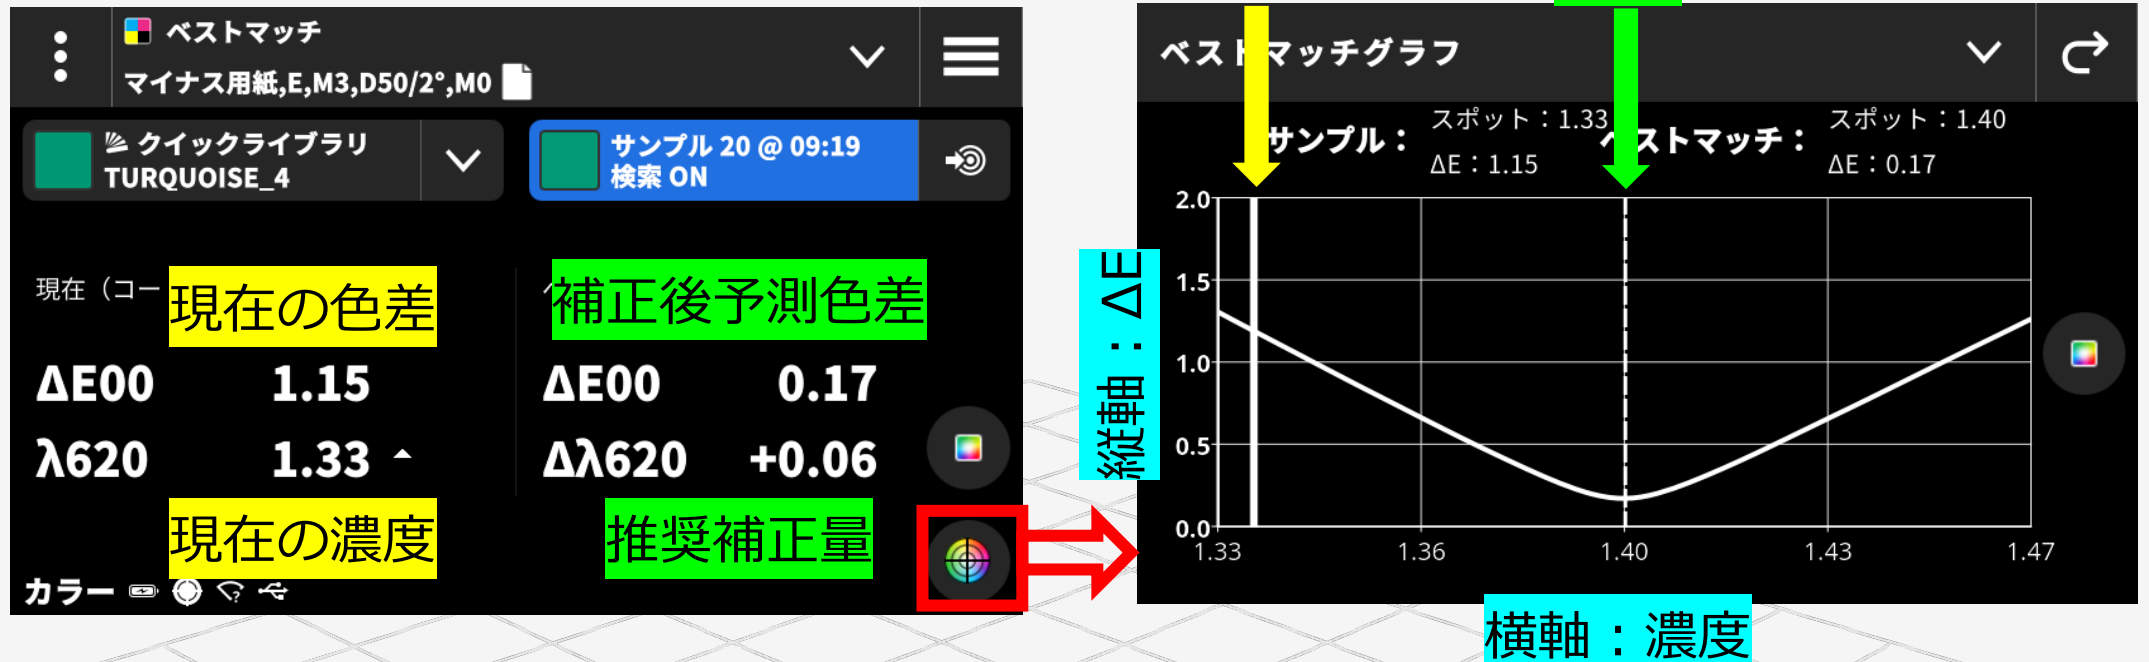 ベストマッチ
マイナス用紙,E,M3,D50/2°,M0
クイックライブラリ
TURQUOISE_4
サンプル 20 @ 09:19
検索 ON
現在（コー
現在の色差
補正後予測色差
ΔE00 1.15
ΔE00 0.17
λ620 1.33
Δλ620 +0.06
現在の濃度
推奨補正量
カラー
ベストマッチグラフ
サンプル：
スポット：1.33
ΔE：1.15
ベストマッチ：
スポット：1.40
ΔE：0.17
縦軸：ΔE
2.0
1.5
1.0
0.5
0.0
1.33 1.36 1.40 1.43 1.47
横軸：濃度